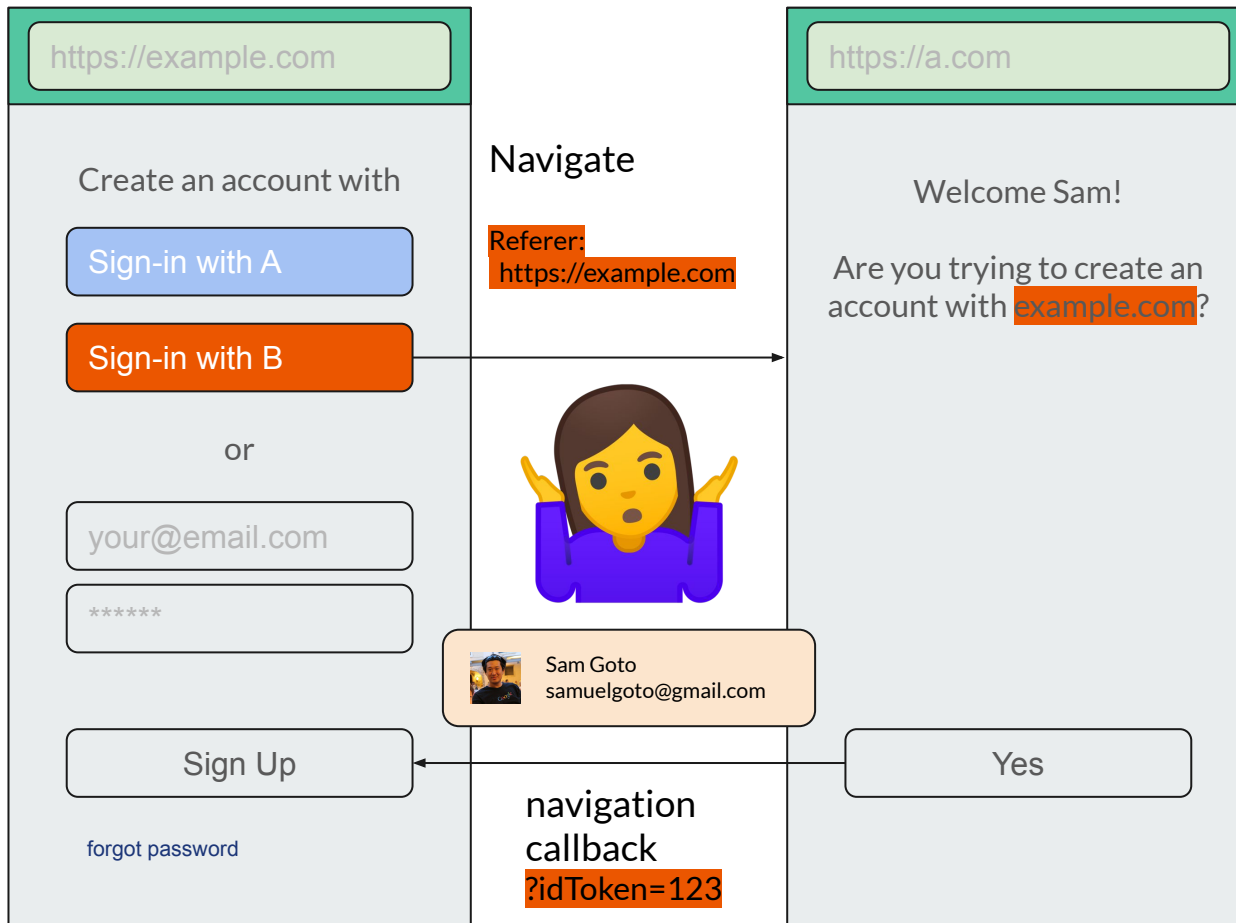 https://example.com
Create an account with
Sign-in with A
Sign-in with B
or
your@email.com
******
Sign Up
forgot password
Navigate
Referer:
https://example.com
Sam Goto
samuelgoto@gmail.com
navigation
callback
?idToken=123
https://a.com
Welcome Sam!
Are you trying to create an
account with example.com?
Yes